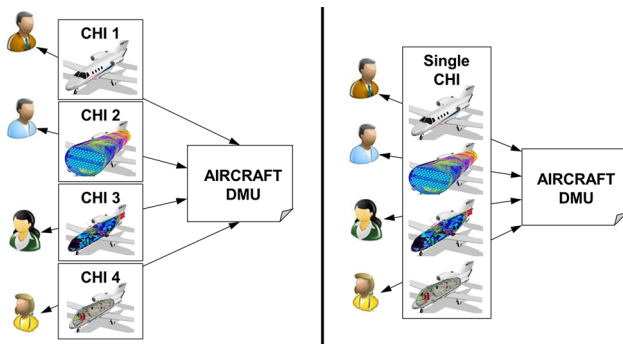 CHI 1
CHI 2
CHI 3
CHI 4
AIRCRAFT
DMU
Single
CHI
AIRCRAFT
DMU